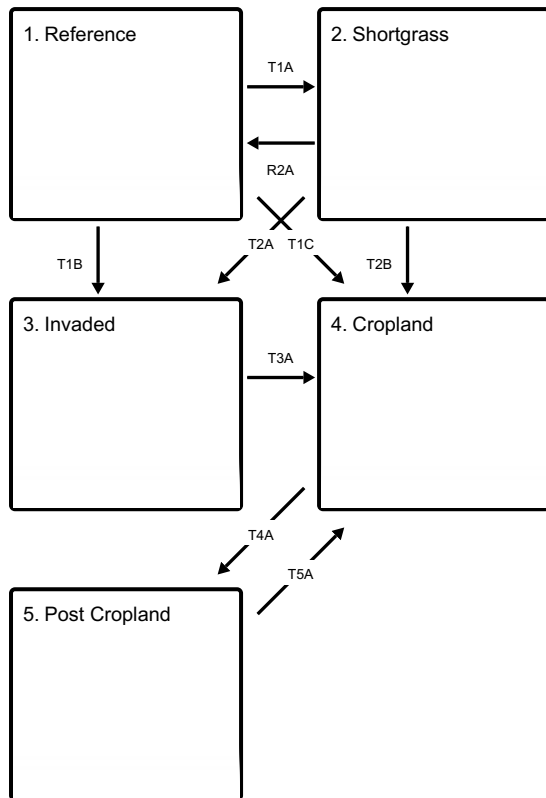 1. Reference
2. Shortgrass
T1A
R2A
T1B
T2A
T1C
T2B
3. Invaded
4. Cropland
T3A
T4A
T5A
5. Post Cropland